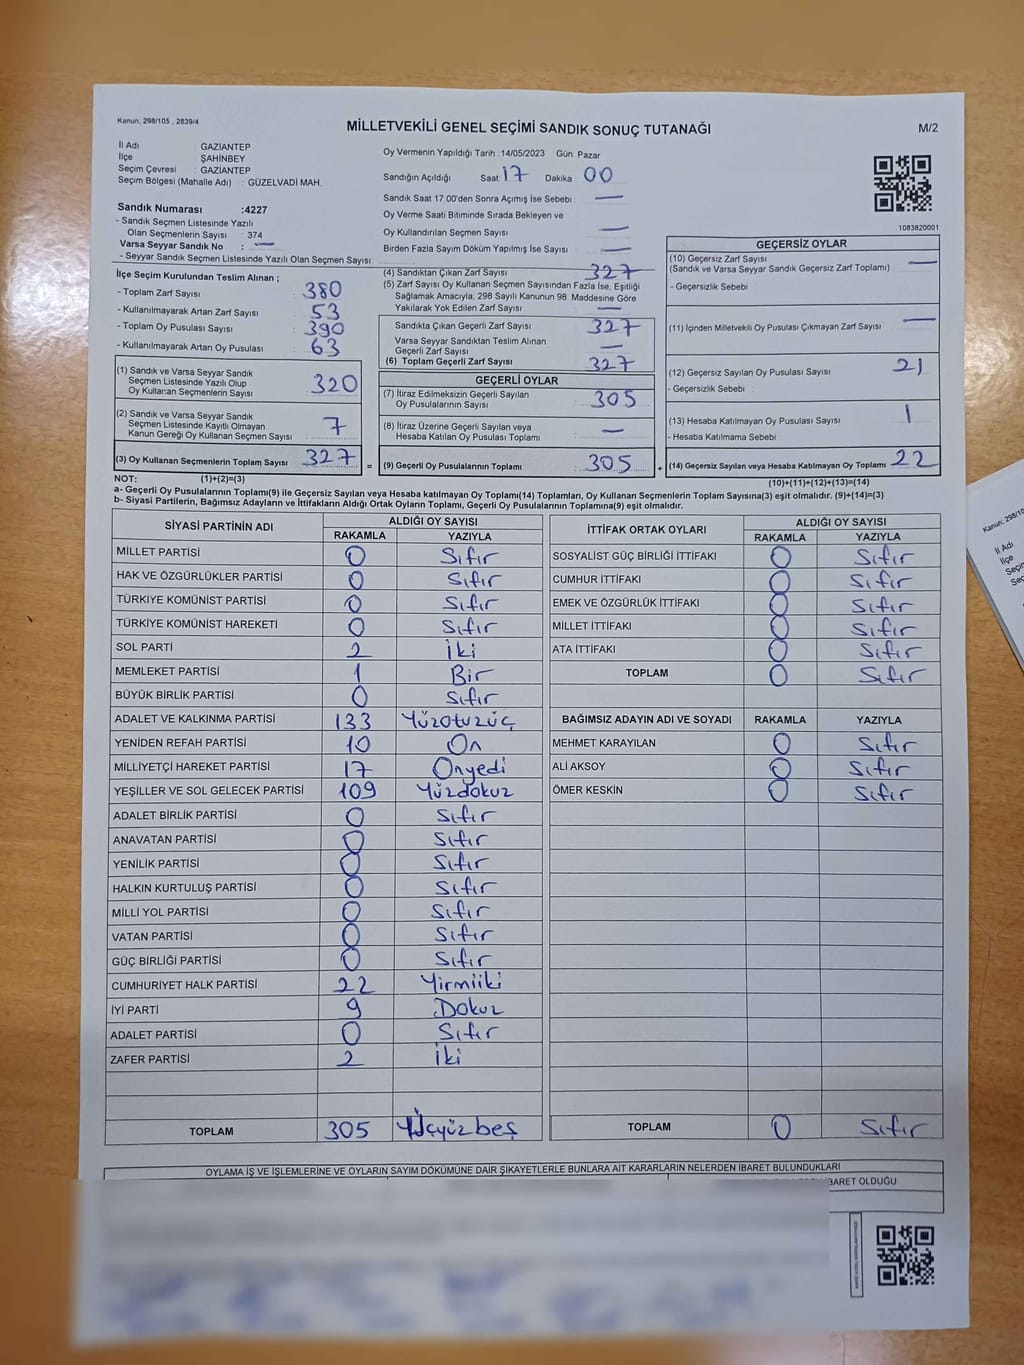 Kanun, 298/105 , 2839/4
MİLLETVEKİLİ GENEL SEÇİMİ SANDIK SONUÇ TUTANAĞI
M/2
İl Adı : GAZİANTEP
İlçe : ŞAHİNBEY
Seçim Çevresi : GAZİANTEP
Seçim Bölgesi (Mahalle Adı) : GÜZELVADİ MAH.
Sandık Numarası :4227
- Sandık Seçmen Listesinde Yazılı
Olan Seçmenlerin Sayısı : 374
Varsa Seyyar Sandık No : —
- Seyyar Sandık Seçmen Listesinde Yazılı Olan Seçmen Sayısı:
Oy Vermenin Yapıldığı Tarih :14/05/2023 Gün: Pazar
Sandığın Açıldığı Saat 17 Dakika 00
Sandık Saat 17.00'den Sonra Açımış İse Sebebi —
Oy Verme Saati Bitiminde Sırada Bekleyen ve
Oy Kullandırılan Seçmen Sayısı —
Birden Fazla Sayım Döküm Yapılmış İse Sayısı —
1083820001
İlçe Seçim Kurulundan Teslim Alınan ;
- Toplam Zarf Sayısı : 380
- Kullanılmayarak Artan Zarf Sayısı : 53
- Toplam Oy Pusulası Sayısı : 390
- Kullanılmayarak Artan Oy Pusulası : 63
(1) Sandık ve Varsa Seyyar Sandık
Seçmen Listesinde Yazılı Olup
Oy Kullanan Seçmenlerin Sayısı : 320
(2) Sandık ve Varsa Seyyar Sandık
Seçmen Listesinde Kayıtlı Olmayan
Kanun Gereği Oy Kullanan Seçmen Sayısı : 7
(3) Oy Kullanan Seçmenlerin Toplam Sayısı : 327
(4) Sandıktan Çıkan Zarf Sayısı 327
(5) Zarf Sayısı Oy Kullanan Seçmen Sayısından Fazla İse, Eşitliği
Sağlamak Amacıyla, 298 Sayılı Kanunun 98. Maddesine Göre
Yakılarak Yok Edilen Zarf Sayısı : —
Sandıkta Çıkan Geçerli Zarf Sayısı : 327
Varsa Seyyar Sandıktan Teslim Alınan
Geçerli Zarf Sayısı : —
(6) Toplam Geçerli Zarf Sayısı : 327
GEÇERLİ OYLAR
(7) İtiraz Edilmeksizin Geçerli Sayılan
Oy Pusulalarının Sayısı : 305
(8) İtiraz Üzerine Geçerli Sayılan veya
Hesaba Katılan Oy Pusulası Toplamı : —
= (9) Geçerli Oy Pusulalarının Toplamı : 305
GEÇERSİZ OYLAR
(10) Geçersiz Zarf Sayısı : —
(Sandık ve Varsa Seyyar Sandık Geçersiz Zarf Toplamı)
- Geçersizlik Sebebi
(11) İçinden Milletvekili Oy Pusulası Çıkmayan Zarf Sayısı : —
(12) Geçersiz Sayılan Oy Pusulası Sayısı : 21
- Geçersizlik Sebebi :
(13) Hesaba Katılmayan Oy Pusulası Sayısı : 1
- Hesaba Katılmama Sebebi
+ (14) Geçersiz Sayılan veya Hesaba Katılmayan Oy Toplamı : 22
NOT: (1)+(2)=(3)
(10)+(11)+(12)+(13)=(14)
a- Geçerli Oy Pusulalarının Toplamı(9) ile Geçersiz Sayılan veya Hesaba katılmayan Oy Toplamı(14) Toplamları, Oy Kullanan Seçmenlerin Toplam Sayısına(3) eşit olmalıdır. (9)+(14)=(3)
b- Siyasi Partilerin, Bağımsız Adayların ve İttifakların Aldığı Ortak Oyların Toplamı, Geçerli Oy Pusulalarının Toplamına(9) eşit olmalıdır.
SİYASİ PARTİNİN ADI ALDIĞI OY SAYISI
RAKAMLA YAZIYLA
MİLLET PARTİSİ 0 Sıfır
HAK VE ÖZGÜRLÜKLER PARTİSİ 0 Sıfır
TÜRKİYE KOMÜNİST PARTİSİ 0 Sıfır
TÜRKİYE KOMÜNİST HAREKETİ 0 Sıfır
SOL PARTİ 2 İki
MEMLEKET PARTİSİ 1 Bir
BÜYÜK BİRLİK PARTİSİ 0 Sıfır
ADALET VE KALKINMA PARTİSİ 133 Yüzotuzüç
YENİDEN REFAH PARTİSİ 10 On
MİLLİYETÇİ HAREKET PARTİSİ 17 Onyedi
YEŞİLLER VE SOL GELECEK PARTİSİ 109 Yüzdokuz
ADALET BİRLİK PARTİSİ 0 Sıfır
ANAVATAN PARTİSİ 0 Sıfır
YENİLİK PARTİSİ 0 Sıfır
HALKIN KURTULUŞ PARTİSİ 0 Sıfır
MİLLİ YOL PARTİSİ 0 Sıfır
VATAN PARTİSİ 0 Sıfır
GÜÇ BİRLİĞİ PARTİSİ 0 Sıfır
CUMHURİYET HALK PARTİSİ 22 Yirmiiki
İYİ PARTİ 9 Dokuz
ADALET PARTİSİ 0 Sıfır
ZAFER PARTİSİ 2 İki
TOPLAM 305 Üçyüzbeş
İTTİFAK ORTAK OYLARI ALDIĞI OY SAYISI
RAKAMLA YAZIYLA
SOSYALİST GÜÇ BİRLİĞİ İTTİFAKI 0 Sıfır
CUMHUR İTTİFAKI 0 Sıfır
EMEK VE ÖZGÜRLÜK İTTİFAKI 0 Sıfır
MİLLET İTTİFAKI 0 Sıfır
ATA İTTİFAKI 0 Sıfır
TOPLAM 0 Sıfır
BAĞIMSIZ ADAYIN ADI VE SOYADI RAKAMLA YAZIYLA
MEHMET KARAYILAN 0 Sıfır
ALİ AKSOY 0 Sıfır
ÖMER KESKİN 0 Sıfır
TOPLAM 0 Sıfır
OYLAMA İŞ VE İŞLEMLERİNE VE OYLARIN SAYIM DÖKÜMÜNE DAİR ŞİKAYETLERLE BUNLARA AİT KARARLARIN NELERDEN İBARET BULUNDUKLARI
İBARET OLDUĞU
Kanun, 298/10
İl Adı
İlçe